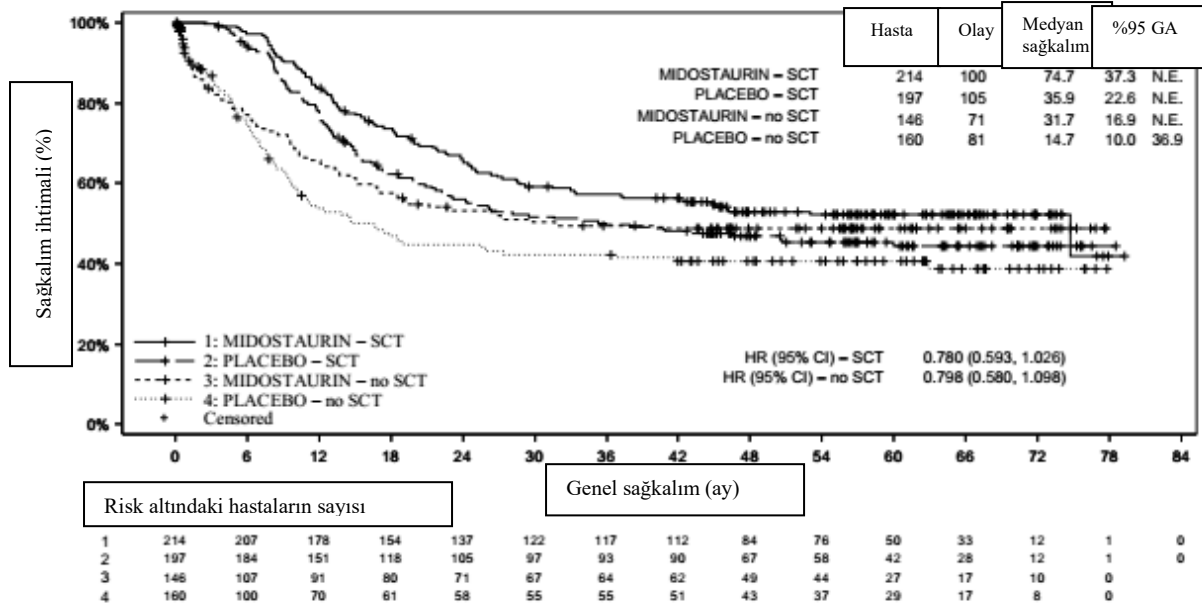 Hasta Olay Medyan sağkalım %95 GA
MIDOSTAURIN – SCT 214 100 74.7 37.3 N.E.
PLACEBO – SCT 197 105 35.9 22.6 N.E.
MIDOSTAURIN – no SCT 146 71 31.7 16.9 N.E.
PLACEBO – no SCT 160 81 14.7 10.0 36.9
Sağkalım ihtimali (%)
100%
80%
60%
40%
20%
0%
1: MIDOSTAURIN – SCT
2: PLACEBO – SCT
3: MIDOSTAURIN – no SCT
4: PLACEBO – no SCT
Censored
HR (95% CI) – SCT 0.780 (0.593, 1.026)
HR (95% CI) – no SCT 0.798 (0.580, 1.098)
0 6 12 18 24 30 36 42 48 54 60 66 72 78 84
Genel sağkalım (ay)
Risk altındaki hastaların sayısı
1 214 207 178 154 137 122 117 112 84 76 50 33 12 1 0
2 197 184 151 118 105 97 93 90 67 58 42 28 12 1 0
3 146 107 91 80 71 67 64 62 49 44 27 17 10 0
4 160 100 70 61 58 55 55 51 43 37 29 17 8 0